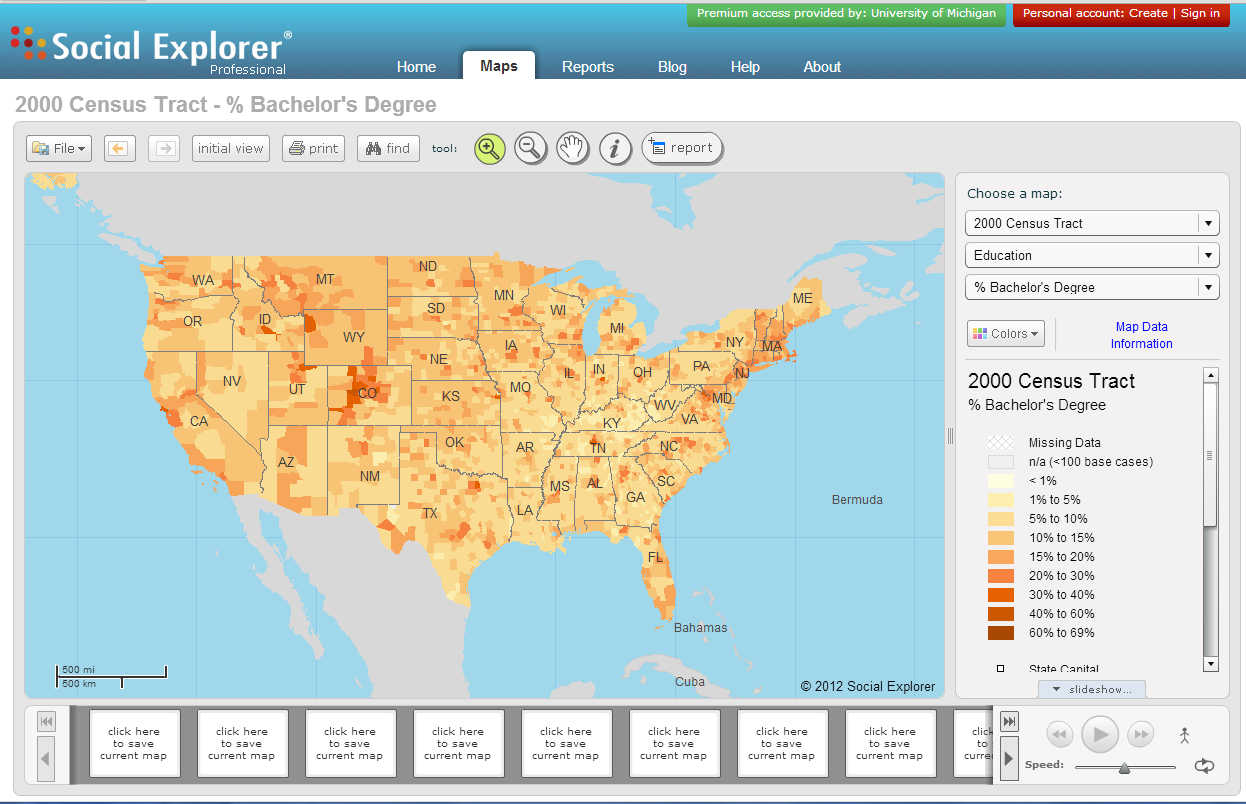 Premium access provided by: University of Michigan
Personal account: Create | Sign in
Social Explorer®
Professional
Home Maps Reports Blog Help About
2000 Census Tract - % Bachelor's Degree
File initial view print find tool: i report
Choose a map:
2000 Census Tract
Education
% Bachelor's Degree
Colors
Map Data
Information
2000 Census Tract
% Bachelor's Degree
Missing Data
n/a (<100 base cases)
< 1%
1% to 5%
5% to 10%
10% to 15%
15% to 20%
20% to 30%
30% to 40%
40% to 60%
60% to 69%
State Capital
slideshow...
WA
MT
ND
MN
ME
OR
ID
SD
WI
MI
WY
NY
MA
IA
NE
NV
UT
CO
KS
MO
IL
IN
OH
PA
NJ
WV
MD
VA
CA
KY
AZ
NM
OK
AR
TN
NC
MS
AL
GA
SC
TX
LA
FL
Bermuda
Bahamas
Cuba
500 mi
500 km
© 2012 Social Explorer
click here
to save
current map
click here
to save
current map
click here
to save
current map
click here
to save
current map
click here
to save
current map
click here
to save
current map
click here
to save
current map
click here
to save
current map
click
to
curre
Speed: